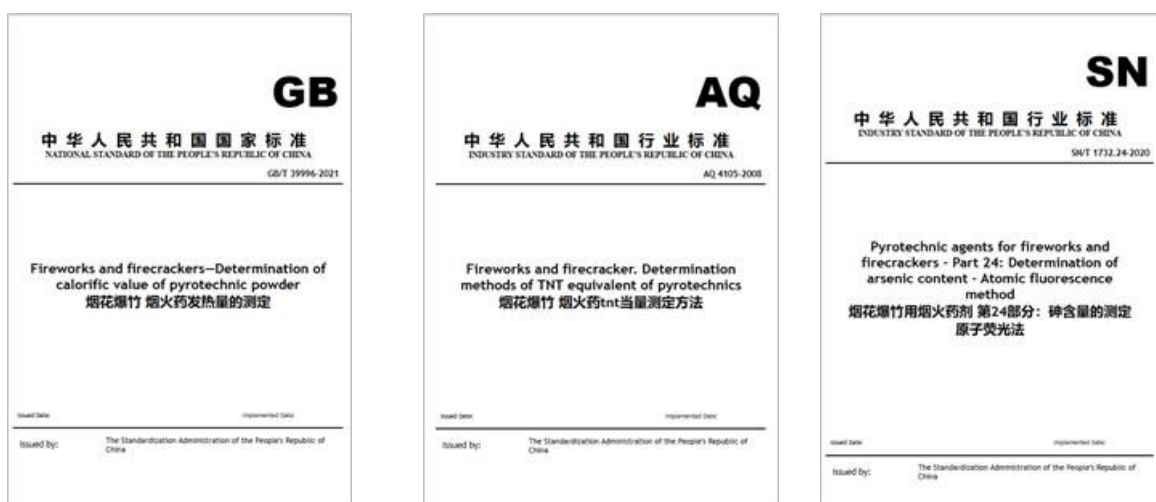 GB
中华人民共和国国家标准
NATIONAL STANDARD OF THE PEOPLE'S REPUBLIC OF CHINA
GB/T 39996-2021
Fireworks and firecrackers—Determination of
calorific value of pyrotechnic powder
烟花爆竹 烟火药发热量的测定
Issued Date:
Implemented Date:
Issued by:
The Standardization Administration of the People's Republic of
China
AQ
中华人民共和国行业标准
INDUSTRY STANDARD OF THE PEOPLE'S REPUBLIC OF CHINA
AQ 4105-2008
Fireworks and firecracker. Determination
methods of TNT equivalent of pyrotechnics
烟花爆竹 烟火药tnt当量测定方法
Issued Date:
Implemented Date:
Issued by:
The Standardization Administration of the People's Republic of
China
SN
中华人民共和国行业标准
INDUSTRY STANDARD OF THE PEOPLE'S REPUBLIC OF CHINA
SN/T 1732.24-2020
Pyrotechnic agents for fireworks and
firecrackers - Part 24: Determination of
arsenic content - Atomic fluorescence
method
烟花爆竹用烟火药剂 第24部分：砷含量的测定
原子荧光法
Issued Date:
Implemented Date:
Issued by:
The Standardization Administration of the People's Republic of
China